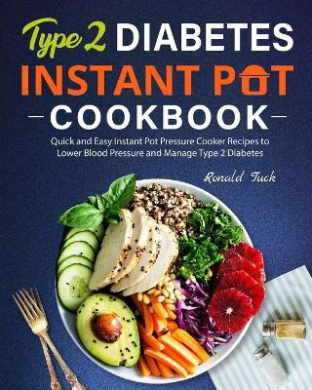 Type 2 DIABETES
INSTANT POT
COOKBOOK
Quick and Easy Instant Pot Pressure Cooker Recipes to
Lower Blood Pressure and Manage Type 2 Diabetes
Ronald Tuck